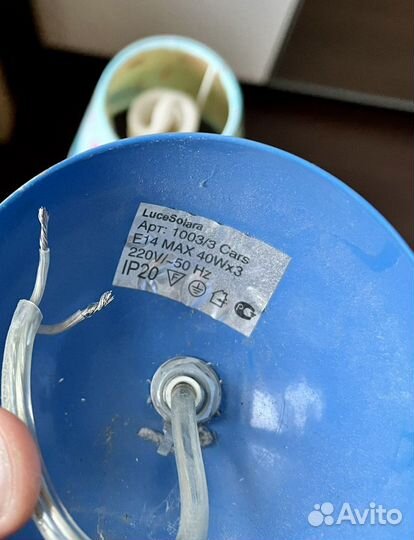 LuceSolara
Арт: 1003/3 Cars
E14 MAX 40Wx3
220V/~50 Hz
IP20
Avito